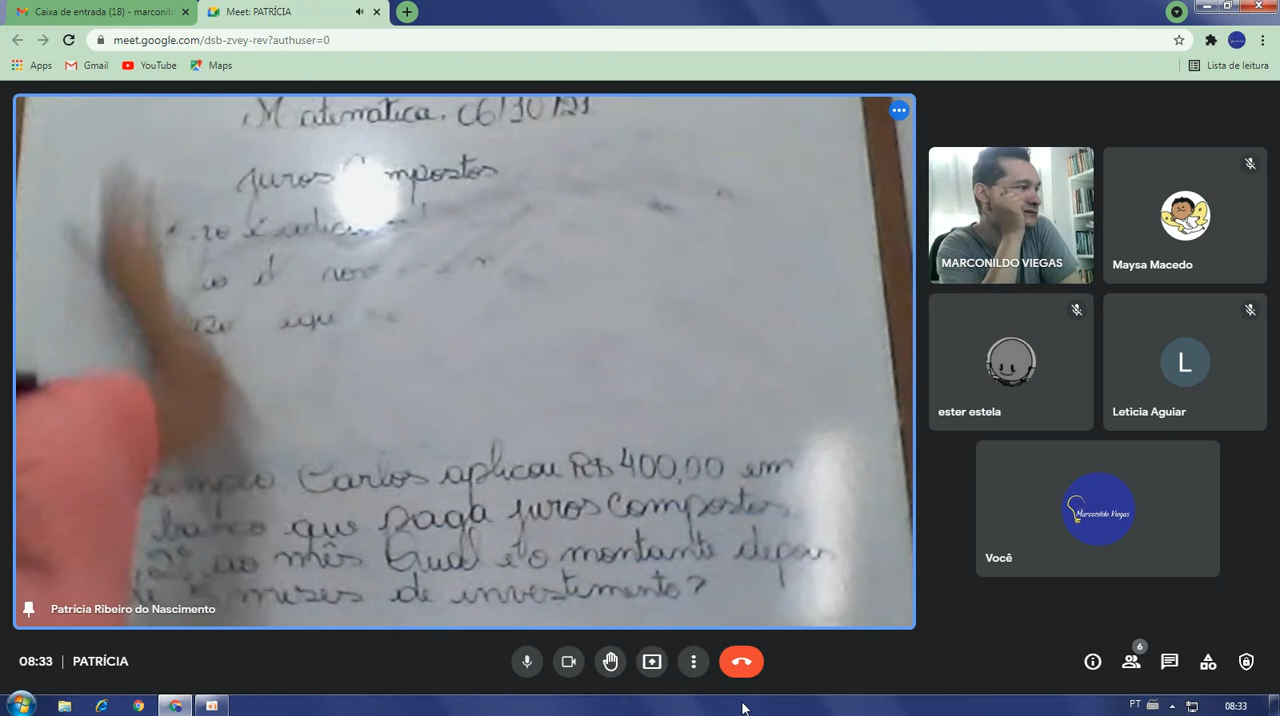 Caixa de entrada (18) - marconild
Meet: PATRÍCIA
meet.google.com/dsb-zvey-rev?authuser=0
Apps Gmail YouTube Maps Lista de leitura
Matemática. 06/10/21
juros Compostos
Carlos aplicou R$ 400,00 em
banco que paga juros Compostos
ao mês Qual é o montante depois
meses de investimento?
Patrícia Ribeiro do Nascimento
MARCONILDO VIEGAS
Maysa Macedo
ester estela
L
Leticia Aguiar
Marconildo Viegas
Você
08:33 | PATRÍCIA
6
PT 08:33